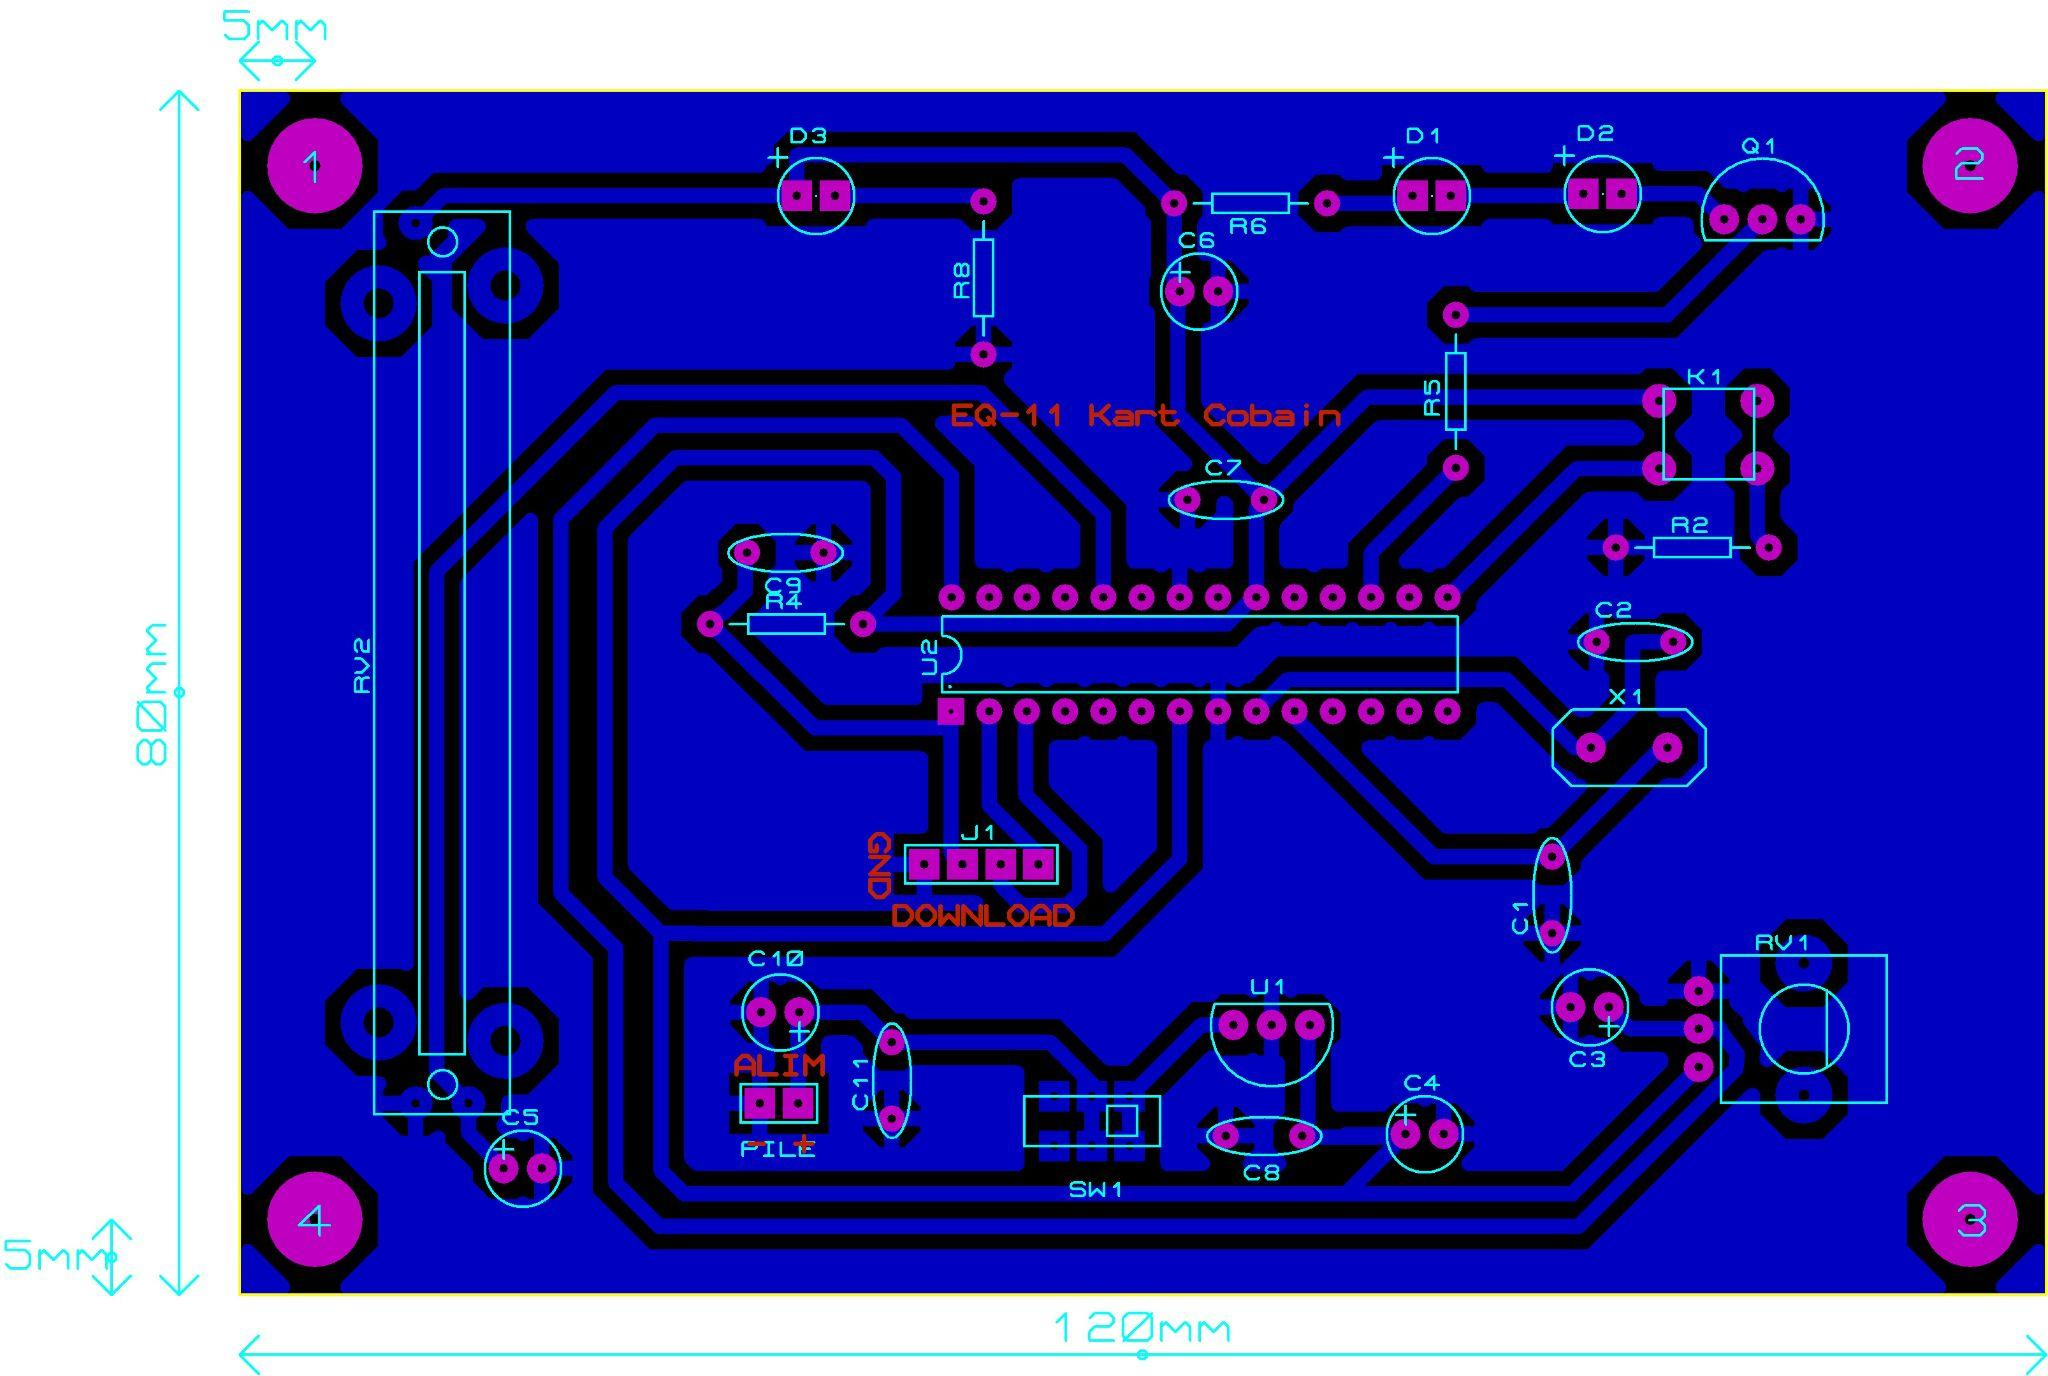 5mm
D3
D1
D2
Q1
1
2
R6
C6
R8
K1
R5
EQ-11 Kart Cobain
C7
R2
C9
R4
C2
RV2
U2
80mm
X1
J1
GND
DOWNLOAD
C1
RV1
C10
U1
ALIM
C11
C3
C4
C5
- +
PILE
C8
SW1
4
3
5mm
120mm